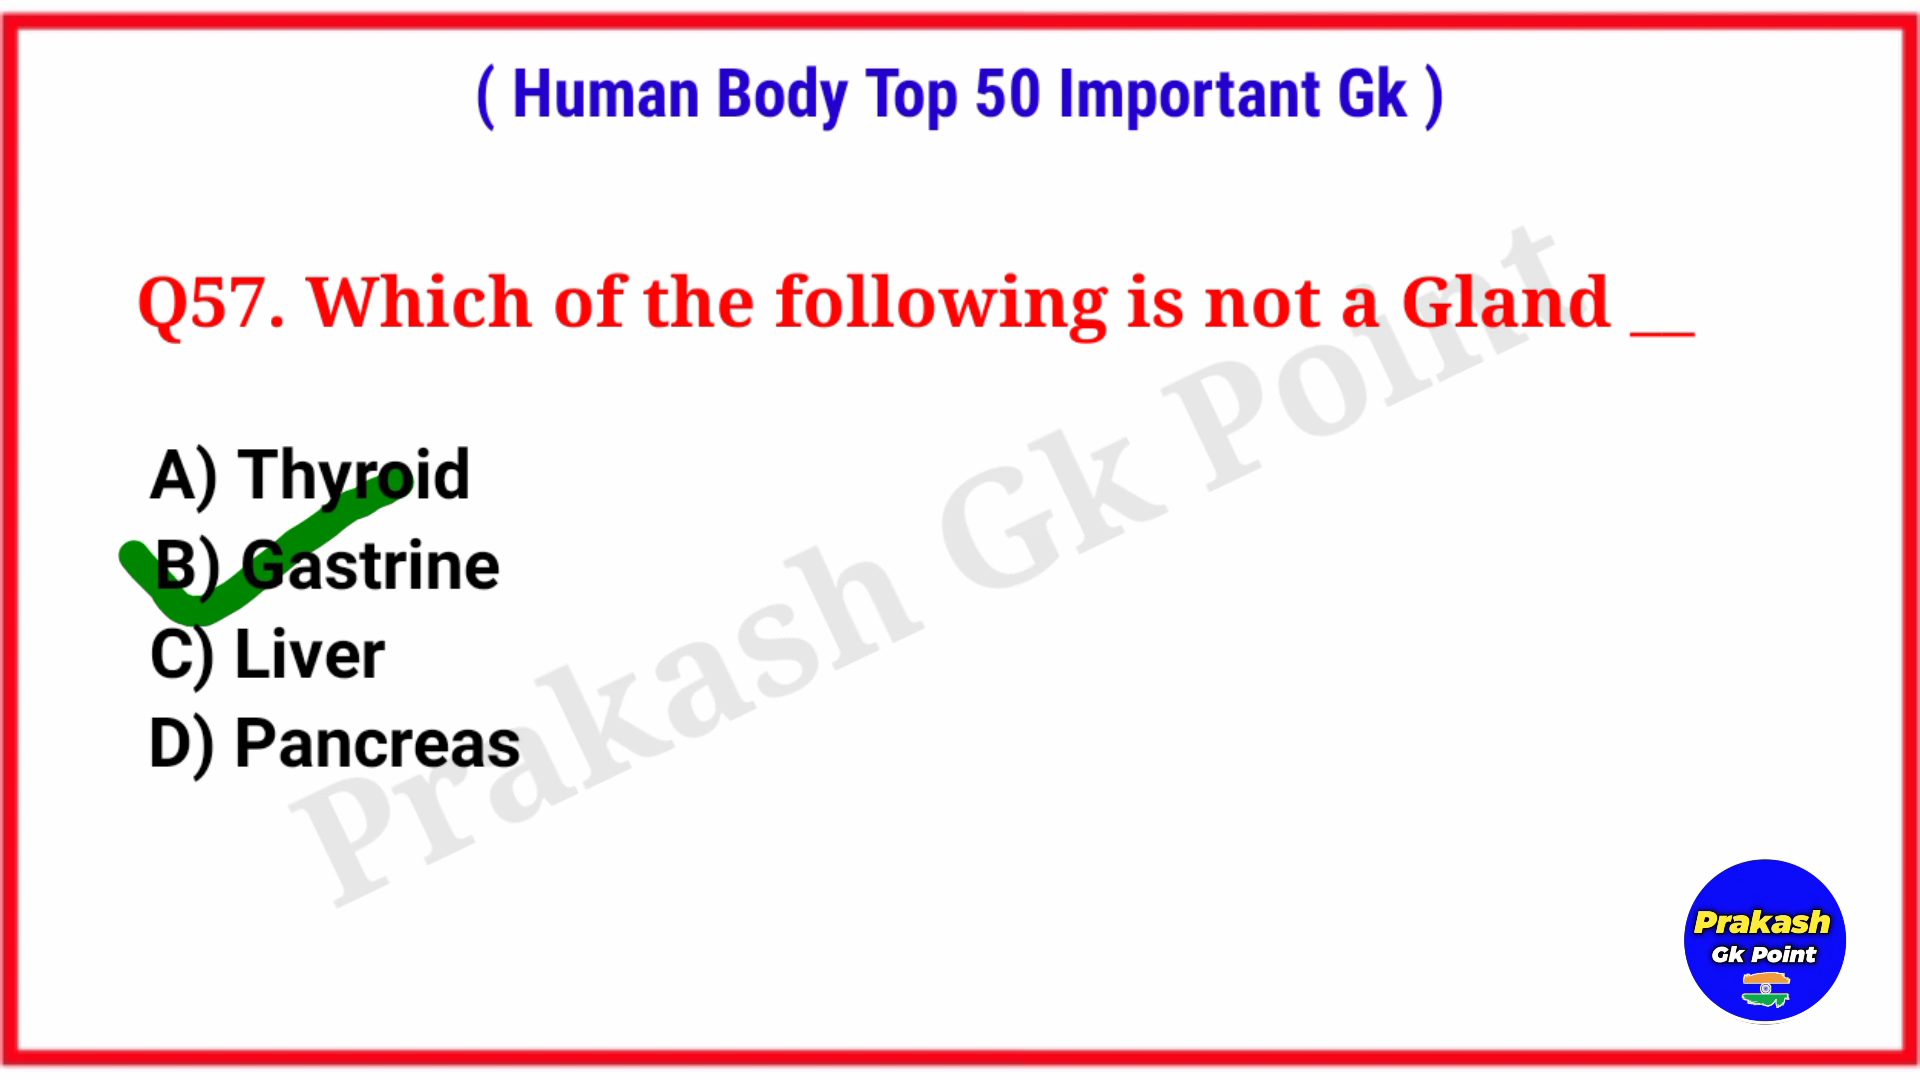 ( Human Body Top 50 Important Gk )
Q57. Which of the following is not a Gland __
A) Thyroid
B) Gastrine
C) Liver
D) Pancreas
Prakash Gk Point
Prakash
Gk Point